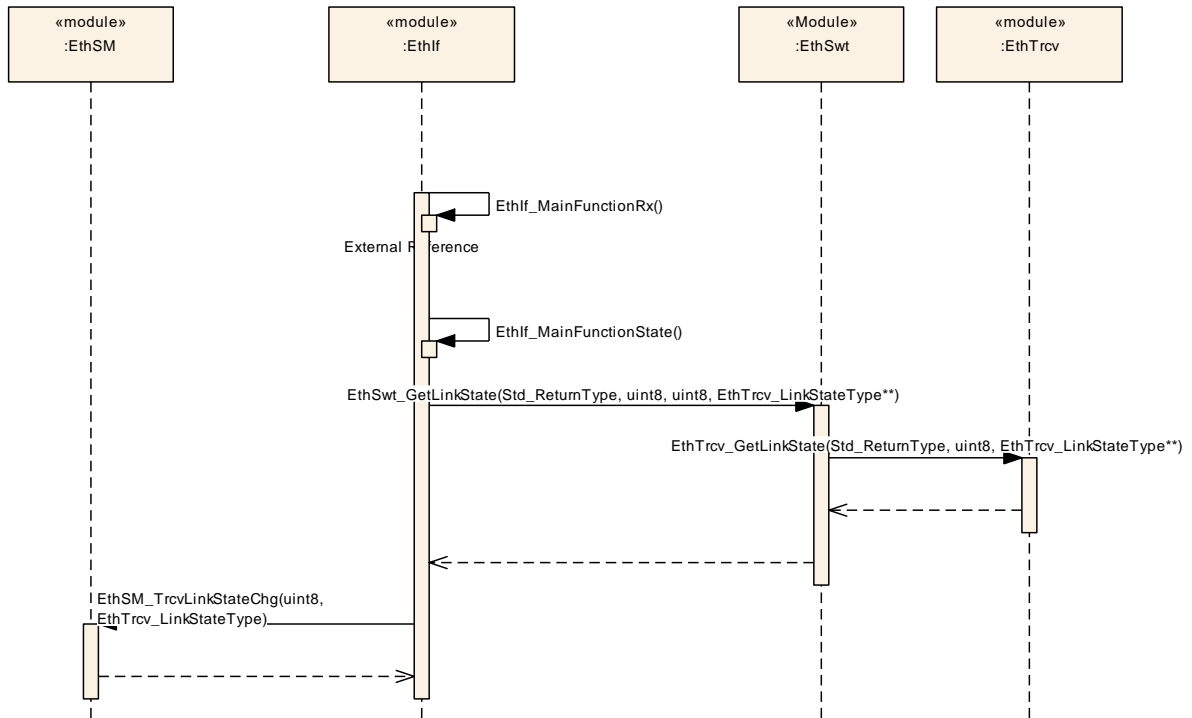 «module»
:EthSM
«module»
:EthIf
«Module»
:EthSwt
«module»
:EthTrcv
EthIf_MainFunctionRx()
External Reference
EthIf_MainFunctionState()
EthSwt_GetLinkState(Std_ReturnType, uint8, uint8, EthTrcv_LinkStateType**)
EthTrcv_GetLinkState(Std_ReturnType, uint8, EthTrcv_LinkStateType**)
EthSM_TrcvLinkStateChg(uint8,
EthTrcv_LinkStateType)